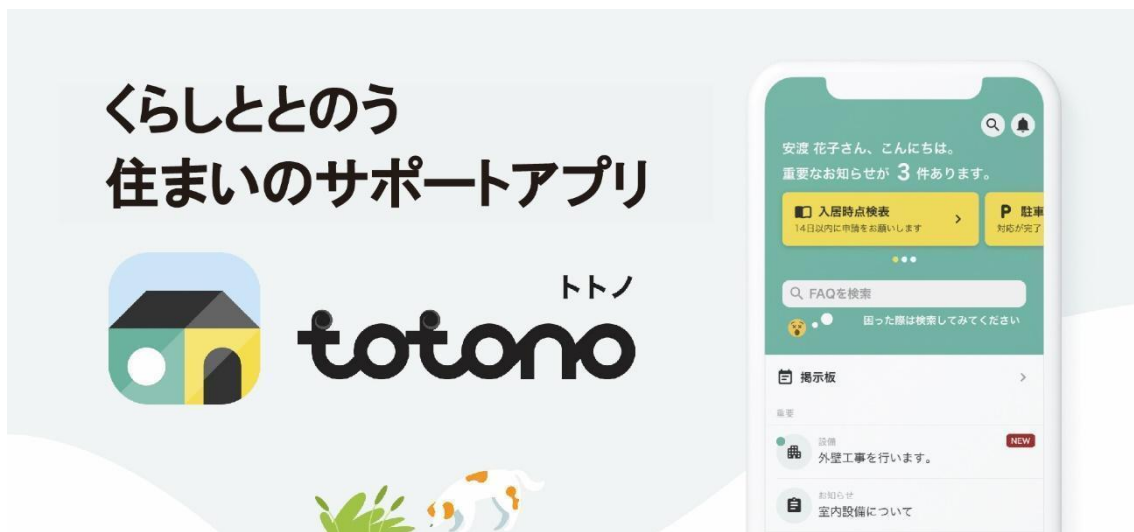 くらしととのう
住まいのサポートアプリ
トトノ
totono
安渡 花子さん、こんにちは。
重要なお知らせが 3 件あります。
入居時点検表
14日以内に申請をお願いします
P 駐車
対応が完了
FAQを検索
困った際は検索してみてください
掲示板
重要
設備
NEW
外壁工事を行います。
お知らせ
室内設備について